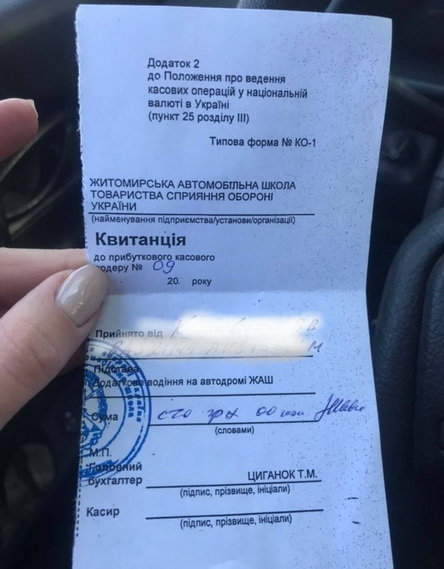 Додаток 2
до Положення про ведення
касових операцій у національній
валюті в Україні
(пункт 25 розділу III)
Типова форма № КО-1
ЖИТОМИРСЬКА АВТОМОБІЛЬНА ШКОЛА
ТОВАРИСТВА СПРИЯННЯ ОБОРОНІ
УКРАЇНИ
(найменування підприємства/установи/організації)
Квитанція
до прибуткового касового
ордеру № 09
20. року
Прийнято від
Підстава
Додаткове водіння на автодромі ЖАШ
Сума сто грн 00 коп
(словами)
М.П.
Головний
бухгалтер ЦИГАНОК Т.М.
(підпис, прізвище, ініціали)
Касир
(підпис, прізвище, ініціали)